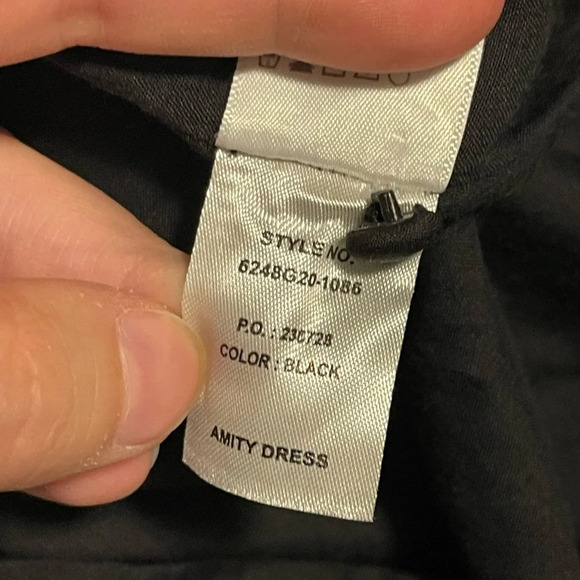 STYLE NO.
6248G20-1086
P.O. : 230728
COLOR : BLACK
AMITY DRESS